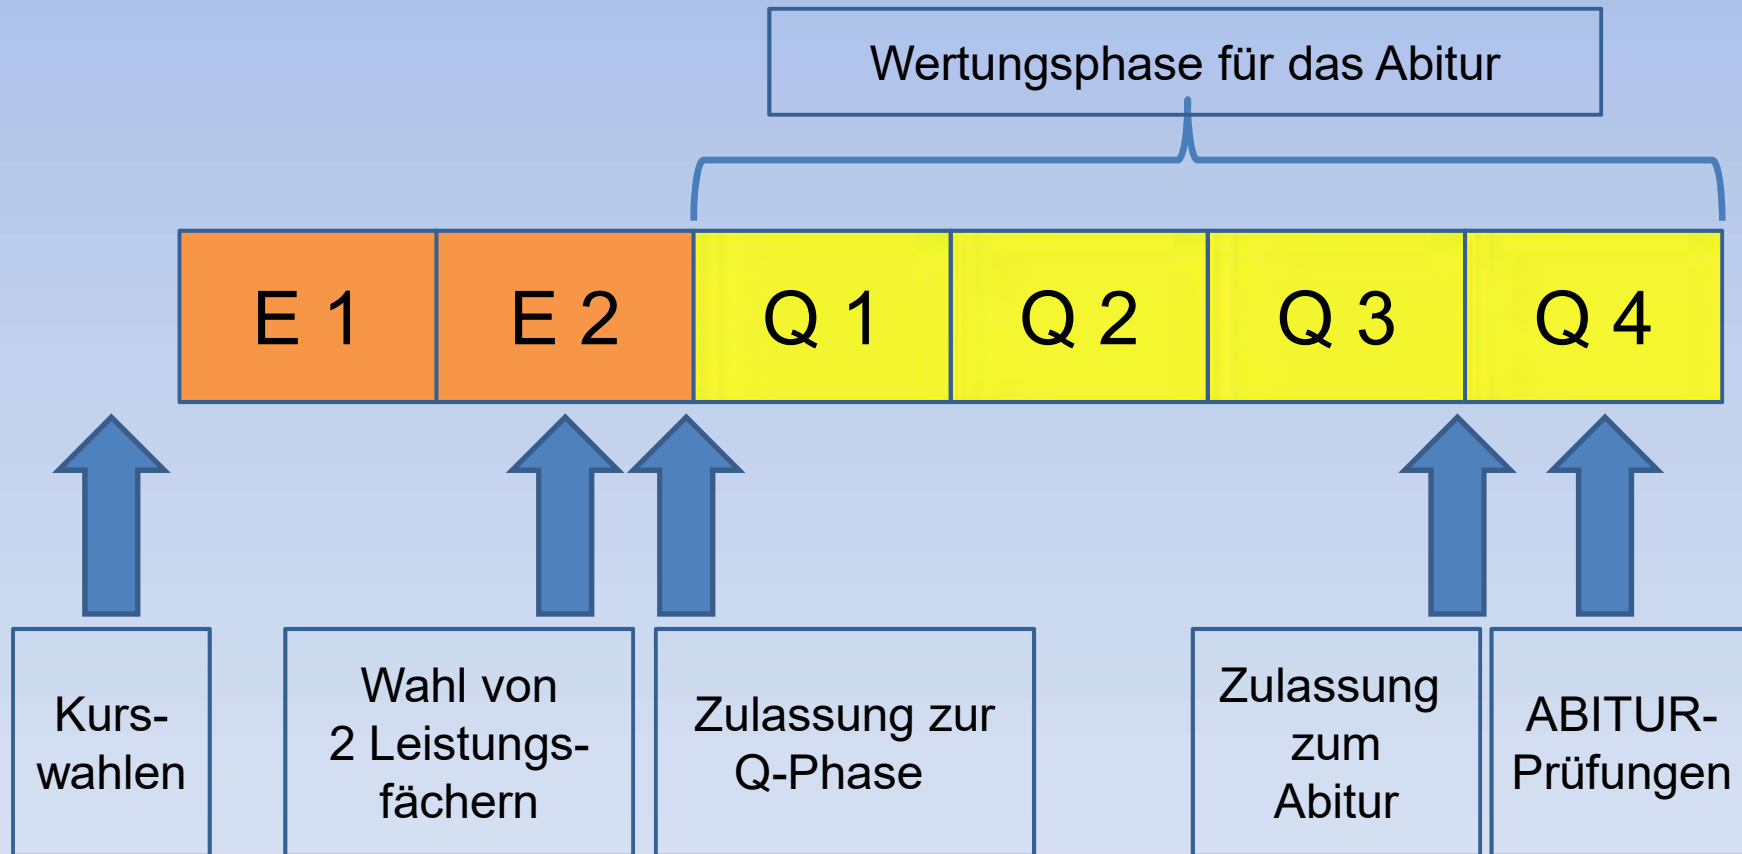 Wertungsphase für das Abitur
E 1
E 2
Q 1
Q 2
Q 3
Q 4
Kurs-
wahlen
Wahl von
2 Leistungs-
fächern
Zulassung zur
Q-Phase
Zulassung
zum
Abitur
ABITUR-
Prüfungen